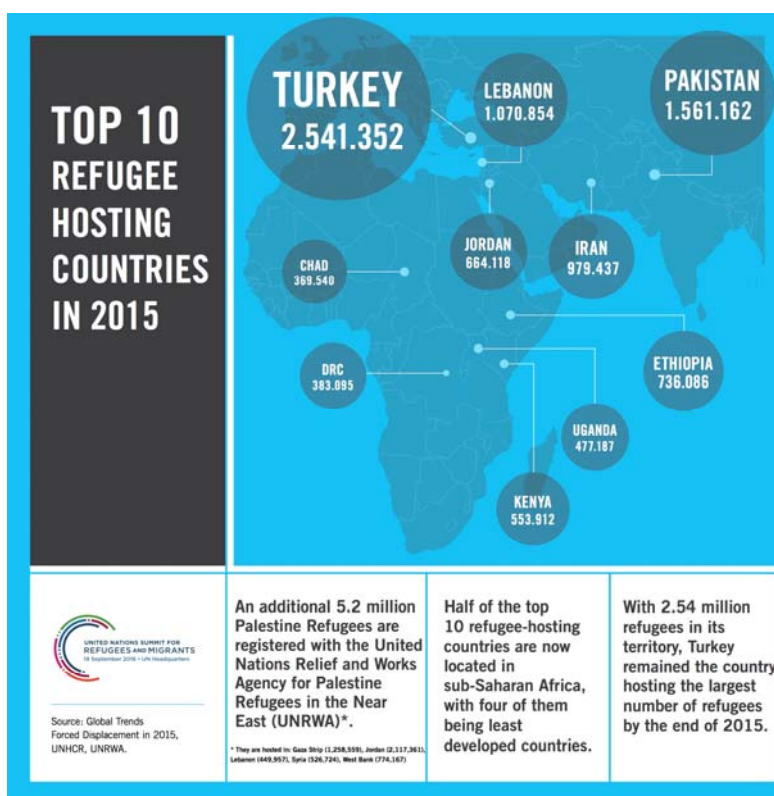 TOP 10
REFUGEE
HOSTING
COUNTRIES
IN 2015
TURKEY
2.541.352
LEBANON
1.070.854
PAKISTAN
1.561.162
JORDAN
664.118
IRAN
979.437
CHAD
369.540
DRC
383.095
ETHIOPIA
736.086
UGANDA
477.187
KENYA
553.912
UNITED NATIONS SUMMIT FOR
REFUGEES AND MIGRANTS
19 September 2016 • UN Headquarters
Source: Global Trends
Forced Displacement in 2015,
UNHCR, UNRWA.
An additional 5.2 million
Palestine Refugees are
registered with the United
Nations Relief and Works
Agency for Palestine
Refugees in the Near
East (UNRWA)*.
* They are hosted in: Gaza Strip (1,258,559), Jordan (2,117,361),
Lebanon (449,957), Syria (526,724), West Bank (774,167)
Half of the top
10 refugee-hosting
countries are now
located in
sub-Saharan Africa,
with four of them
being least
developed countries.
With 2.54 million
refugees in its
territory, Turkey
remained the country
hosting the largest
number of refugees
by the end of 2015.